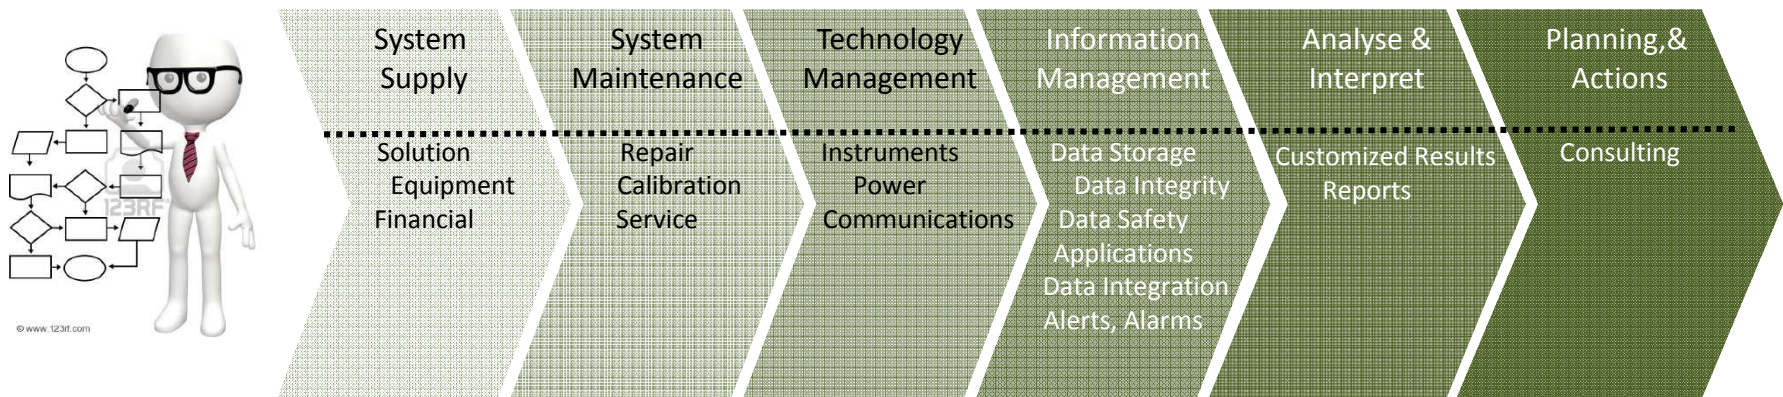 System
Supply
Solution
Equipment
Financial
System
Maintenance
Repair
Calibration
Service
Technology
Management
Instruments
Power
Communications
Information
Management
Data Storage
Data Integrity
Data Safety
Applications
Data Integration
Alerts, Alarms
Analyse &
Interpret
Customized Results
Reports
Planning,&
Actions
Consulting
123RF
© www.123rf.com